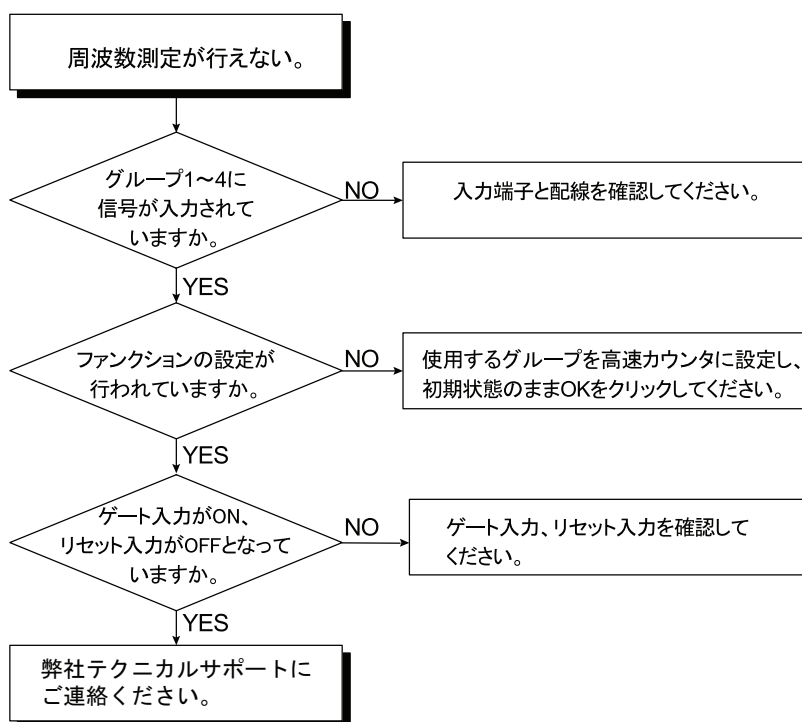 周波数測定が行えない。
グループ1～4に
信号が入力されて
いますか。
NO
入力端子と配線を確認してください。
YES
ファンクションの設定が
行われていますか。
NO
使用するグループを高速カウンタに設定し、
初期状態のままOKをクリックしてください。
YES
ゲート入力がON、
リセット入力がOFFとなって
いますか。
NO
ゲート入力、リセット入力を確認して
ください。
YES
弊社テクニカルサポートに
ご連絡ください。